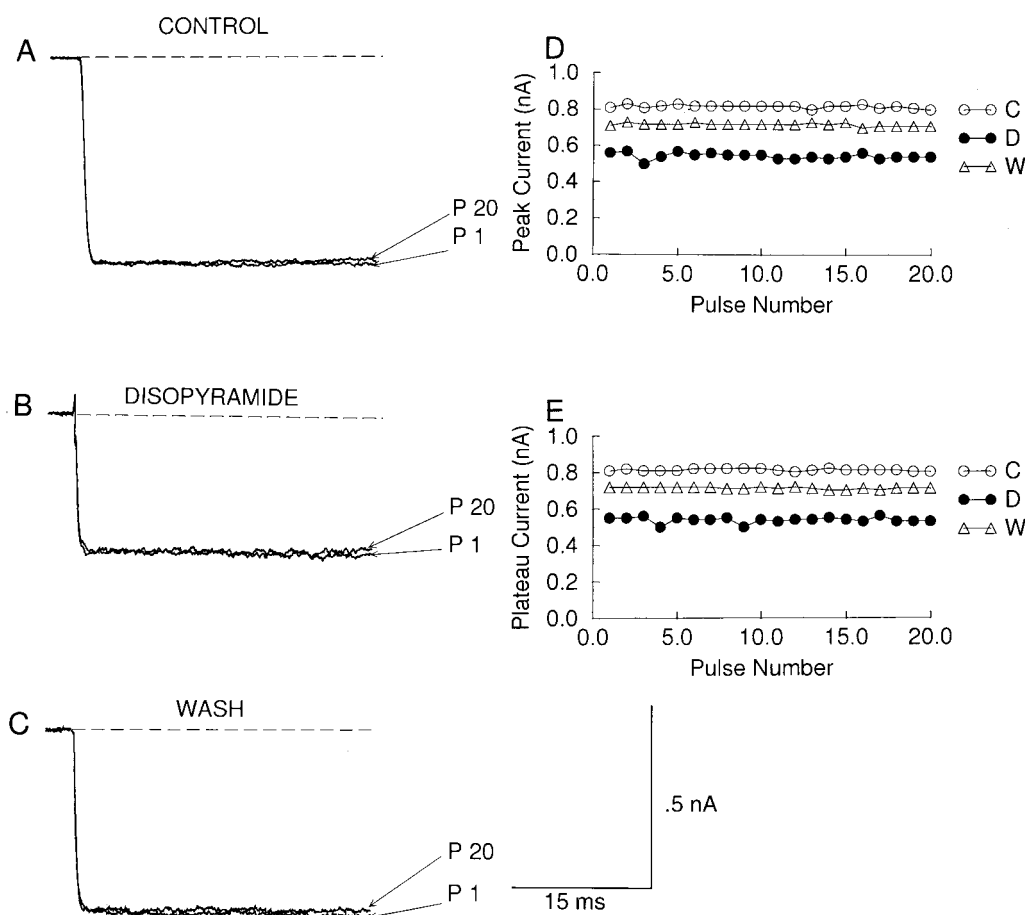 A
CONTROL
P 20
P 1
B
DISOPYRAMIDE
P 20
P 1
C
WASH
P 20
P 1
D
Peak Current (nA)
1.0
0.8
0.6
0.4
0.2
0.0
0.0 5.0 10.0 15.0 20.0
Pulse Number
C
D
W
E
Plateau Current (nA)
1.0
0.8
0.6
0.4
0.2
0.0
0.0 5.0 10.0 15.0 20.0
Pulse Number
C
D
W
.5 nA
15 ms